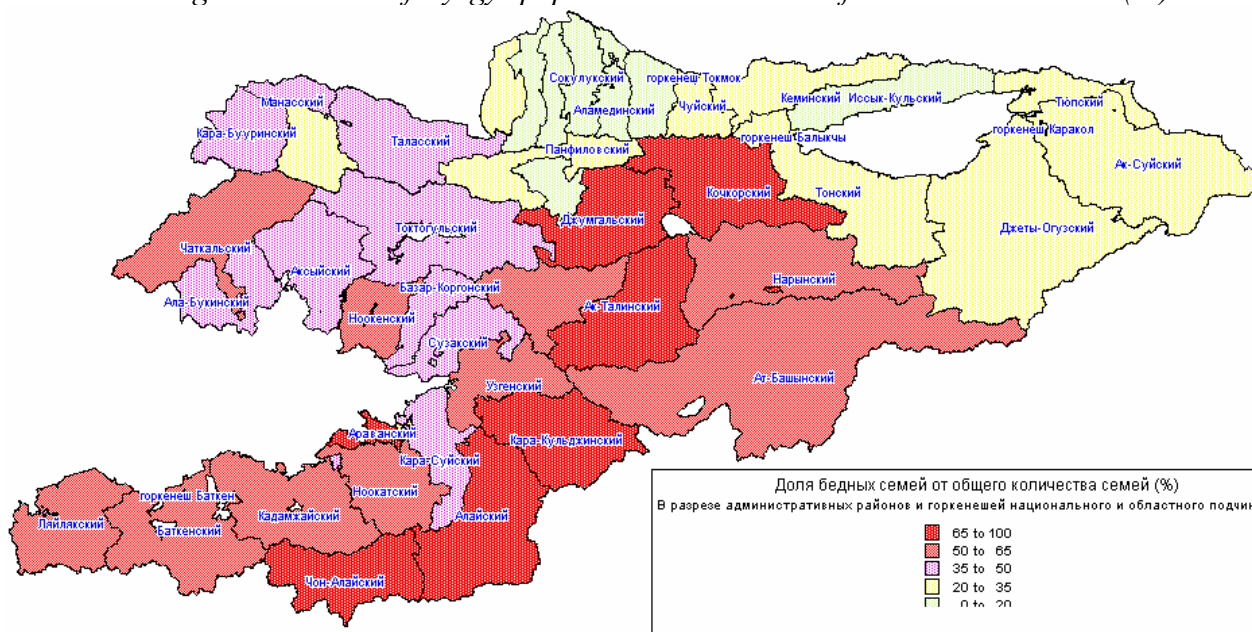 Сокулукский
горкенеш Токмок
Аламединский
Чуйский
Кеминский
Иссык-Кульский
Тюпский
горкенеш Каракол
горкенеш Балыкчы
Ак-Суйский
Манасский
Кара-Бууринский
Таласский
Панфиловский
Кочкорский
Тонский
Джумгальский
Джеты-Огузский
Токтогульский
Чаткальский
Аксыйский
Нарынский
Ала-Букинский
Базар-Коргонский
Ак-Талинский
Ноокенский
Сузакский
Узгенский
Ат-Башынский
Араванский
Кара-Кульджинский
Кара-Суйский
Ноокатский
горкенеш Баткен
Ляйлякский
Баткенский
Кадамжайский
Алайский
Чон-Алайский
Доля бедных семей от общего количества семей (%)
В разрезе административных районов и горкенешей национального и областного подчин
65 to 100
50 to 65
35 to 50
20 to 35
0 to 20